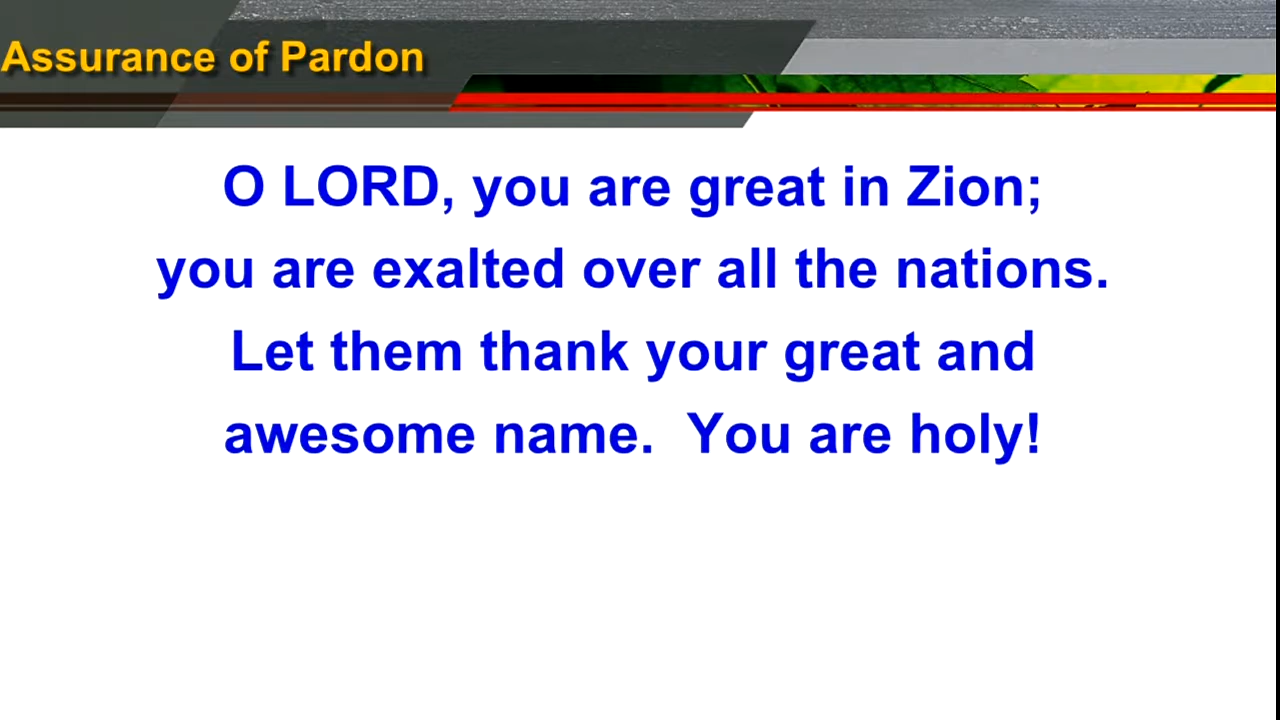 Assurance of Pardon
O LORD, you are great in Zion;
you are exalted over all the nations.
Let them thank your great and
awesome name.  You are holy!